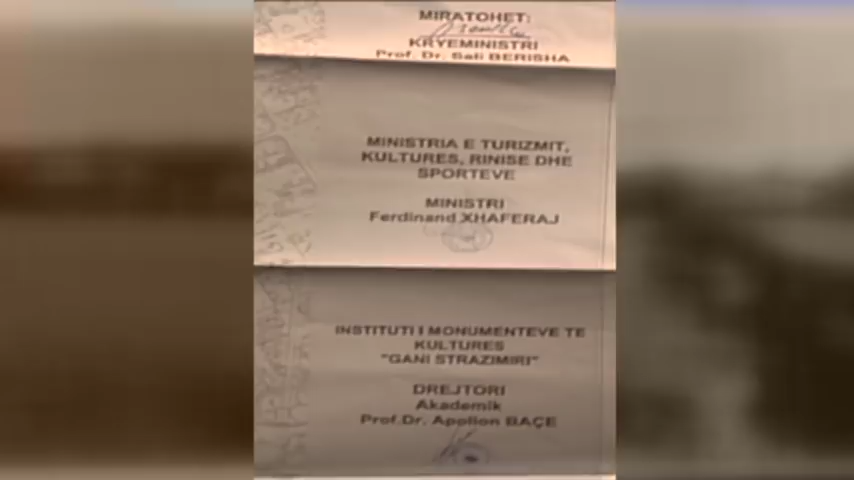 MIRATOHET:
KRYEMINISTRI
Prof. Dr. Sali BERISHA
MINISTRIA E TURIZMIT,
KULTURES, RINISE DHE
SPORTEVE
MINISTRI
Ferdinand XHAFERAJ
INSTITUTI I MONUMENTEVE TE
KULTURES
"GANI STRAZIMIRI"
DREJTORI
Akademik
Prof.Dr. Apollon BAÇE